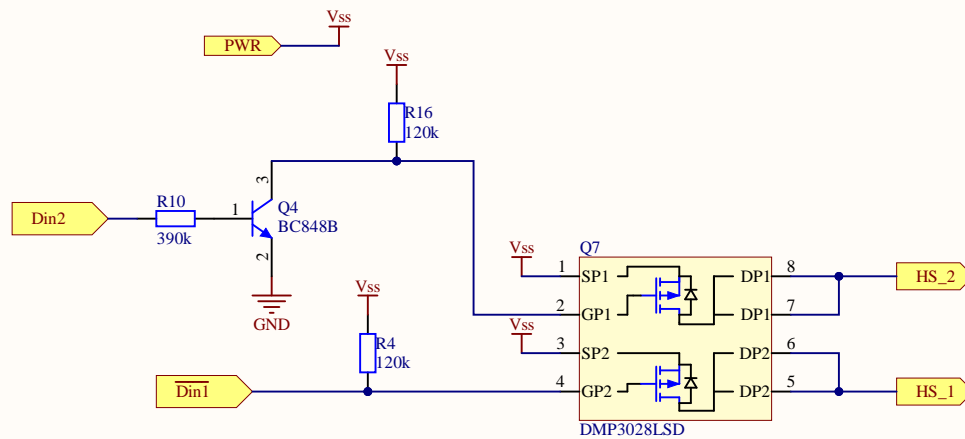 Vss
PWR
Vss
R16
120k
3
R10
1
Q4
BC848B
Din2
390k
2
GND
Vss
R4
120k
Din1
Q7
Vss
1
SP1
DP1
8
HS_2
2
GP1
DP1
7
Vss
3
SP2
DP2
6
4
GP2
DP2
5
HS_1
DMP3028LSD